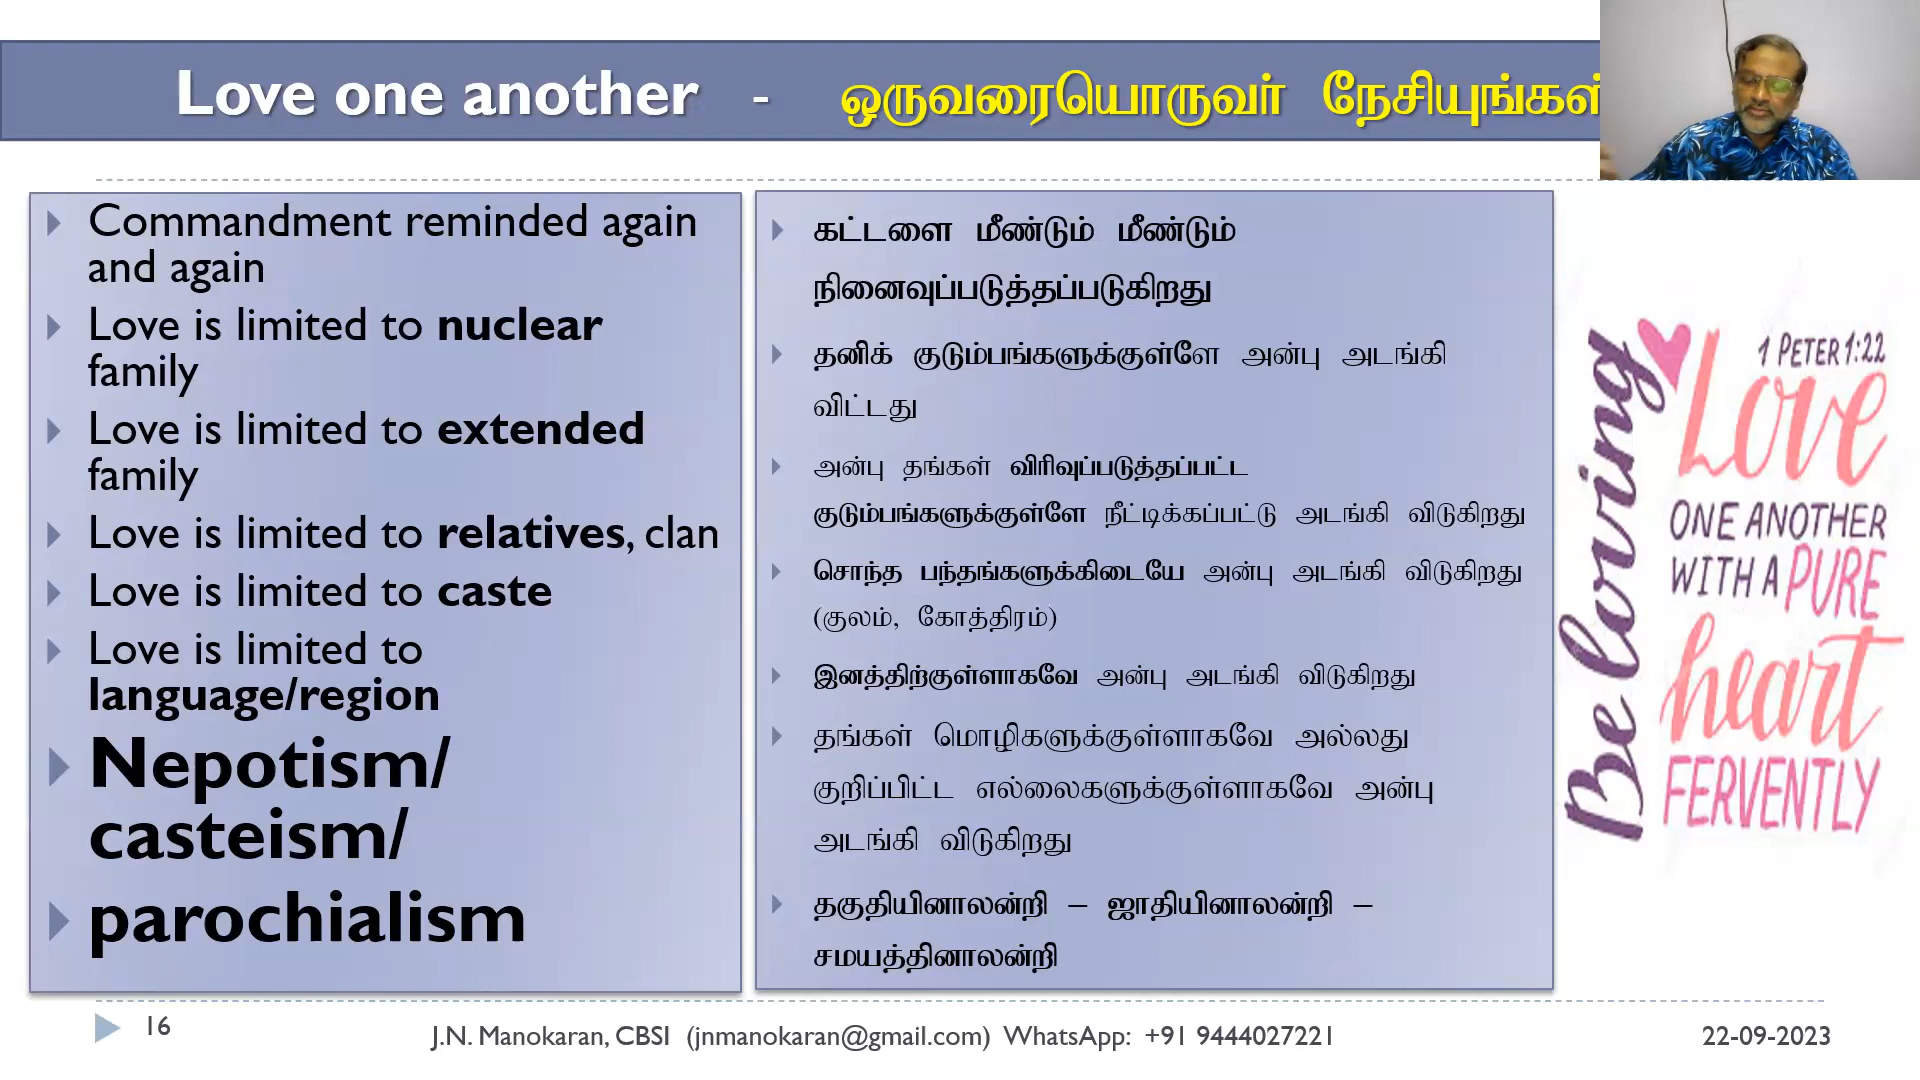 Love one another - ஒருவரையொருவர் நேசியுங்கள்
Commandment reminded again
and again
Love is limited to nuclear
family
Love is limited to extended
family
Love is limited to relatives, clan
Love is limited to caste
Love is limited to
language/region
Nepotism/
casteism/
parochialism
கட்டளை மீண்டும் மீண்டும்
நினைவுப்படுத்தப்படுகிறது
தனிக் குடும்பங்களுக்குள்ளே அன்பு அடங்கி
விட்டது
அன்பு தங்கள் விரிவுப்படுத்தப்பட்ட
குடும்பங்களுக்குள்ளே நீட்டிக்கப்பட்டு அடங்கி விடுகிறது
சொந்த பந்தங்களுக்கிடையே அன்பு அடங்கி விடுகிறது
(குலம், கோத்திரம்)
இனத்திற்குள்ளாகவே அன்பு அடங்கி விடுகிறது
தங்கள் மொழிகளுக்குள்ளாகவே அல்லது
குறிப்பிட்ட எல்லைகளுக்குள்ளாகவே அன்பு
அடங்கி விடுகிறது
தகுதியினாலன்றி – ஜாதியினாலன்றி –
சமயத்தினாலன்றி
Be loving
1 PETER 1:22
Love
ONE ANOTHER
WITH A PURE
heart
FERVENTLY
16
J.N. Manokaran, CBSI (jnmanokaran@gmail.com) WhatsApp: +91 9444027221
22-09-2023